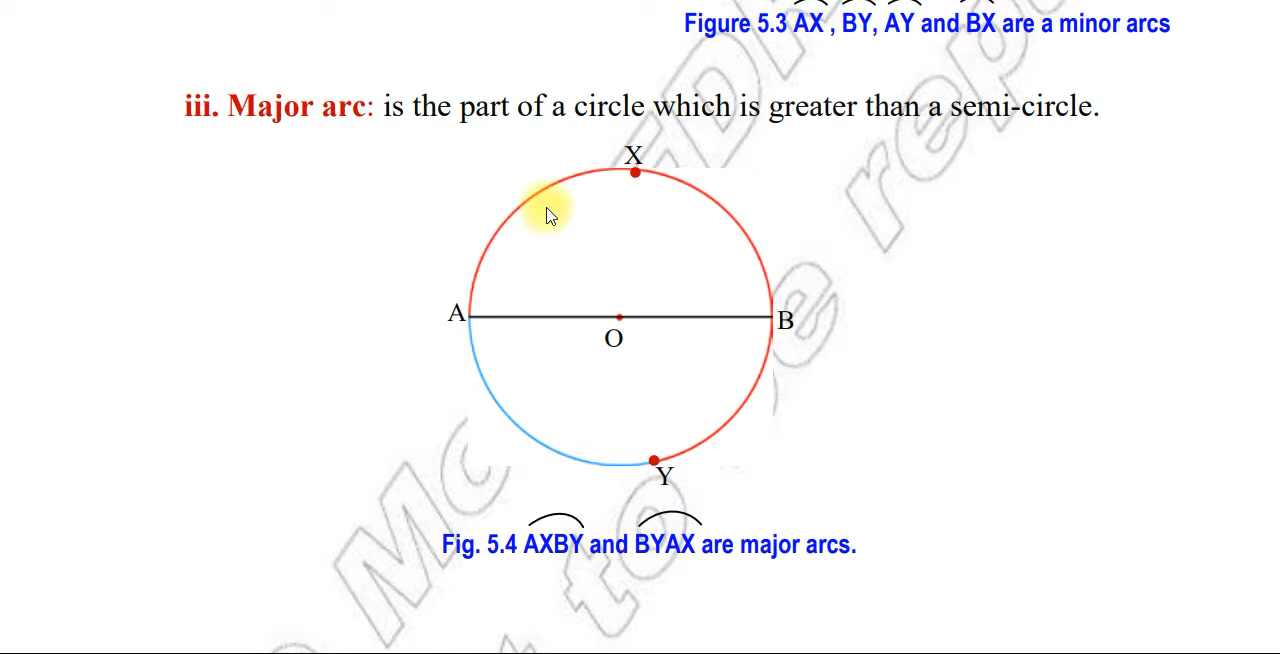 Figure 5.3 AX , BY, AY and BX are a minor arcs
iii. Major arc: is the part of a circle which is greater than a semi-circle.
X
A
B
O
Y
Fig. 5.4 AXBY and BYAX are major arcs.